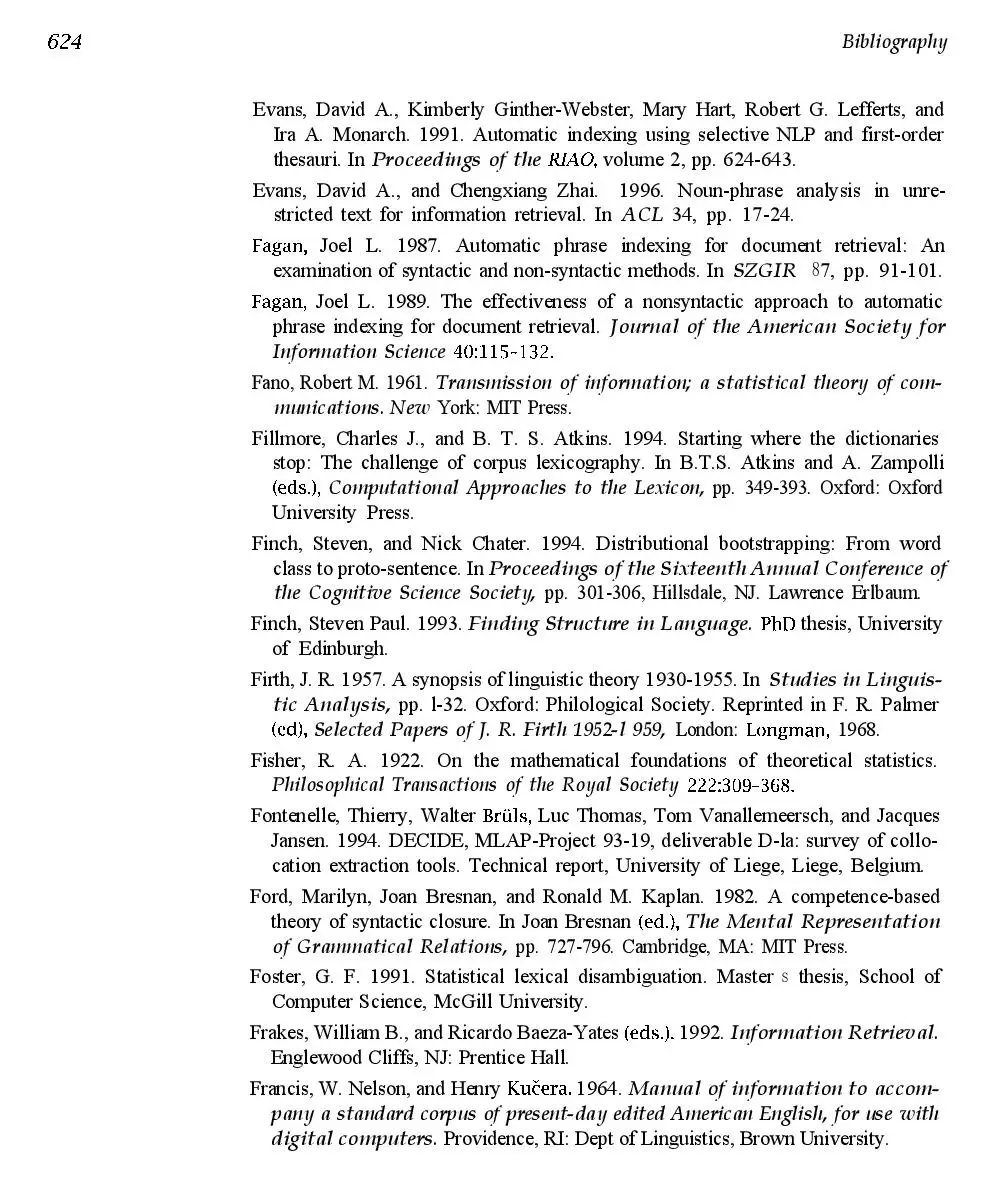 624
Bibliography
Evans, David A., Kimberly Ginther-Webster, Mary Hart, Robert G. Lefferts, and
Ira A. Monarch. 1991. Automatic indexing using selective NLP and first-order
thesauri. In Proceedings of the RIAO, volume 2, pp. 624-643.
Evans, David A., and Chengxiang Zhai. 1996. Noun-phrase analysis in unre-
stricted text for information retrieval. In ACL 34, pp. 17-24.
Fagan, Joel L. 1987. Automatic phrase indexing for document retrieval: An
examination of syntactic and non-syntactic methods. In SZGIR 87, pp. 91-101.
Fagan, Joel L. 1989. The effectiveness of a nonsyntactic approach to automatic
phrase indexing for document retrieval. Journal of the American Society for
Information Science 40:115-132.
Fano, Robert M. 1961. Transmission of information; a statistical theory of com-
munications. New York: MIT Press.
Fillmore, Charles J., and B. T. S. Atkins. 1994. Starting where the dictionaries
stop: The challenge of corpus lexicography. In B.T.S. Atkins and A. Zampolli
(eds.), Computational Approaches to the Lexicon, pp. 349-393. Oxford: Oxford
University Press.
Finch, Steven, and Nick Chater. 1994. Distributional bootstrapping: From word
class to proto-sentence. In Proceedings of the Sixteenth Annual Conference of
the Cognitive Science Society, pp. 301-306, Hillsdale, NJ. Lawrence Erlbaum.
Finch, Steven Paul. 1993. Finding Structure in Language. PhD thesis, University
of Edinburgh.
Firth, J. R. 1957. A synopsis of linguistic theory 1930-1955. In Studies in Linguis-
tic Analysis, pp. l-32. Oxford: Philological Society. Reprinted in F. R. Palmer
(ed), Selected Papers of J. R. Firth 1952-l 959, London: Longman, 1968.
Fisher, R. A. 1922. On the mathematical foundations of theoretical statistics.
Philosophical Transactions of the Royal Society 222:309-368.
Fontenelle, Thierry, Walter Brüls, Luc Thomas, Tom Vanallemeersch, and Jacques
Jansen. 1994. DECIDE, MLAP-Project 93-19, deliverable D-la: survey of collo-
cation extraction tools. Technical report, University of Liege, Liege, Belgium.
Ford, Marilyn, Joan Bresnan, and Ronald M. Kaplan. 1982. A competence-based
theory of syntactic closure. In Joan Bresnan (ed.), The Mental Representation
of Grammatical Relations, pp. 727-796. Cambridge, MA: MIT Press.
Foster, G. F. 1991. Statistical lexical disambiguation. Master s thesis, School of
Computer Science, McGill University.
Frakes, William B., and Ricardo Baeza-Yates (eds.). 1992. Information Retrieval.
Englewood Cliffs, NJ: Prentice Hall.
Francis, W. Nelson, and Henry Kučera. 1964. Manual of information to accom-
pany a standard corpus of present-day edited American English, for use with
digital computers. Providence, RI: Dept of Linguistics, Brown University.